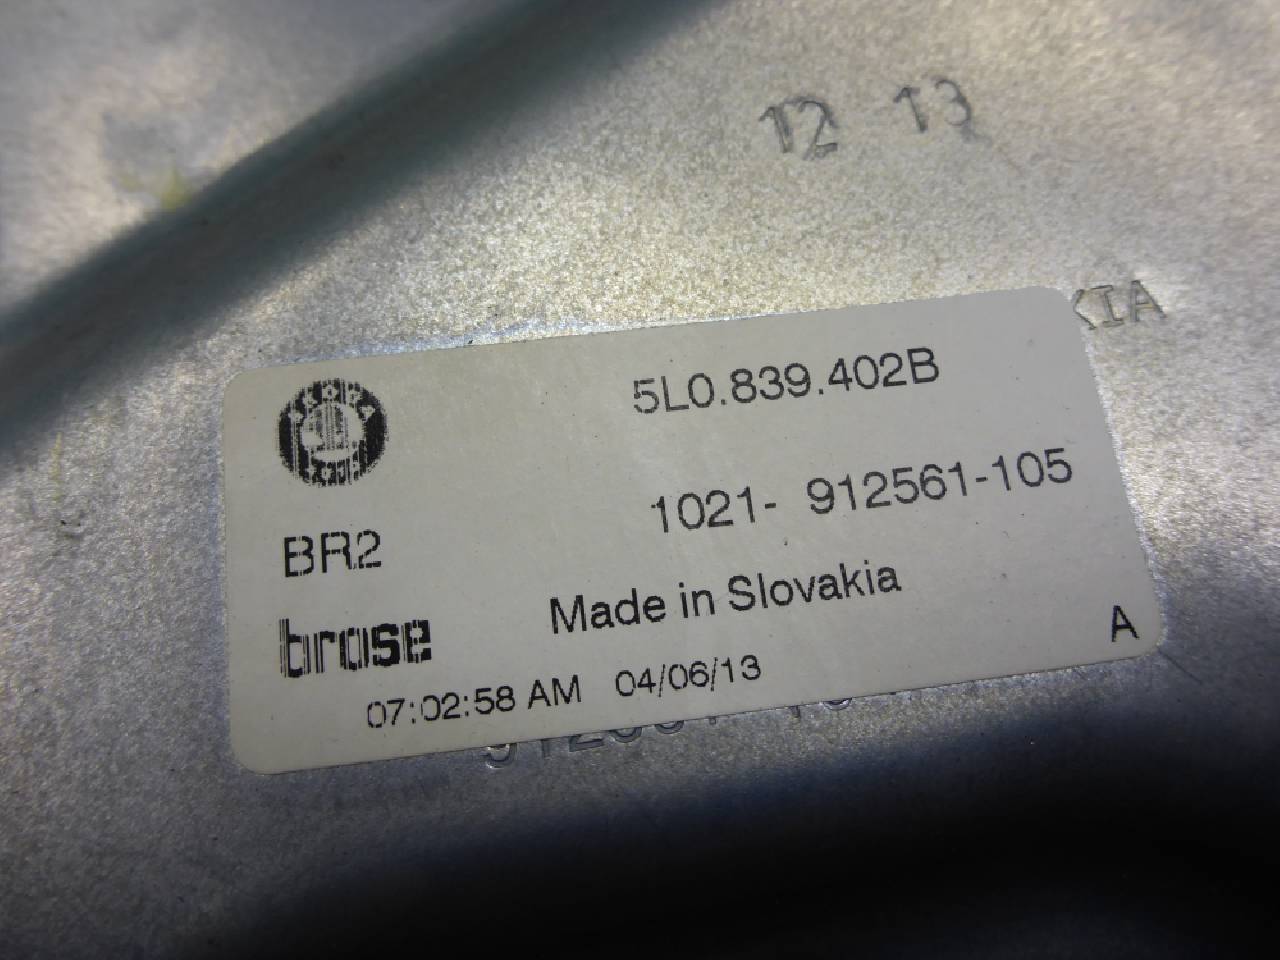 12 13
KIA
SKODA
5L0.839.402B
1021- 912561-105
BR2
Made in Slovakia
brose
A
07:02:58 AM 04/06/13